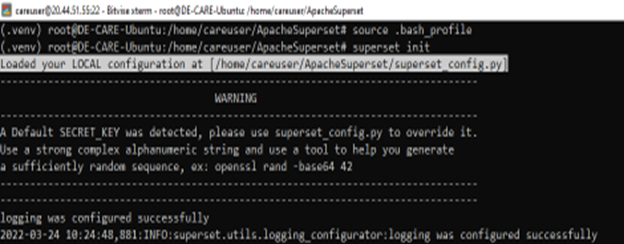 careuser@20.44.51.55:22 - Bitvise xterm - root@DE-CARE-Ubuntu: /home/careuser/ApacheSuperset
(.venv) root@DE-CARE-Ubuntu:/home/careuser/ApacheSuperset# source .bash_profile
(.venv) root@DE-CARE-Ubuntu:/home/careuser/ApacheSuperset# superset init
Loaded your LOCAL configuration at [/home/careuser/ApacheSuperset/superset_config.py]
--------------------------------------------------------------------------------
WARNING
--------------------------------------------------------------------------------
A Default SECRET_KEY was detected, please use superset_config.py to override it.
Use a strong complex alphanumeric string and use a tool to help you generate
a sufficiently random sequence, ex: openssl rand -base64 42
--------------------------------------------------------------------------------
--------------------------------------------------------------------------------
logging was configured successfully
2022-03-24 10:24:48,881:INFO:superset.utils.logging_configurator:logging was configured successfully